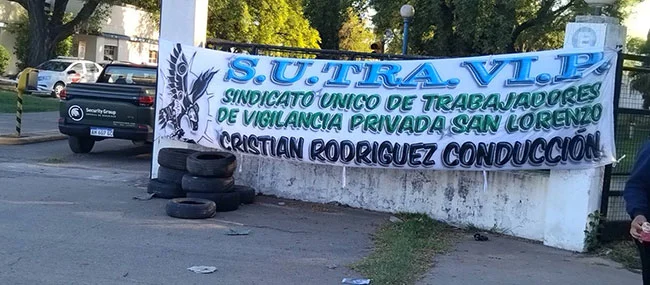 S.U.TRA.VI.P.
SINDICATO UNICO DE TRABAJADORES
DE VIGILANCIA PRIVADA SAN LORENZO
CRISTIAN RODRIGUEZ CONDUCCIÓN
Security Group